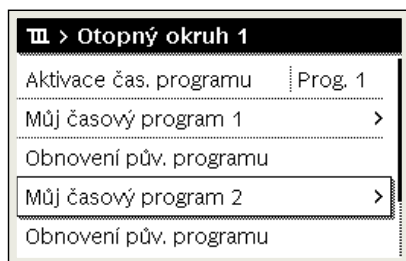 > Otopný okruh 1
Aktivace čas. programu Prog. 1
Můj časový program 1 >
Obnovení pův. programu
Můj časový program 2 >
Obnovení pův. programu